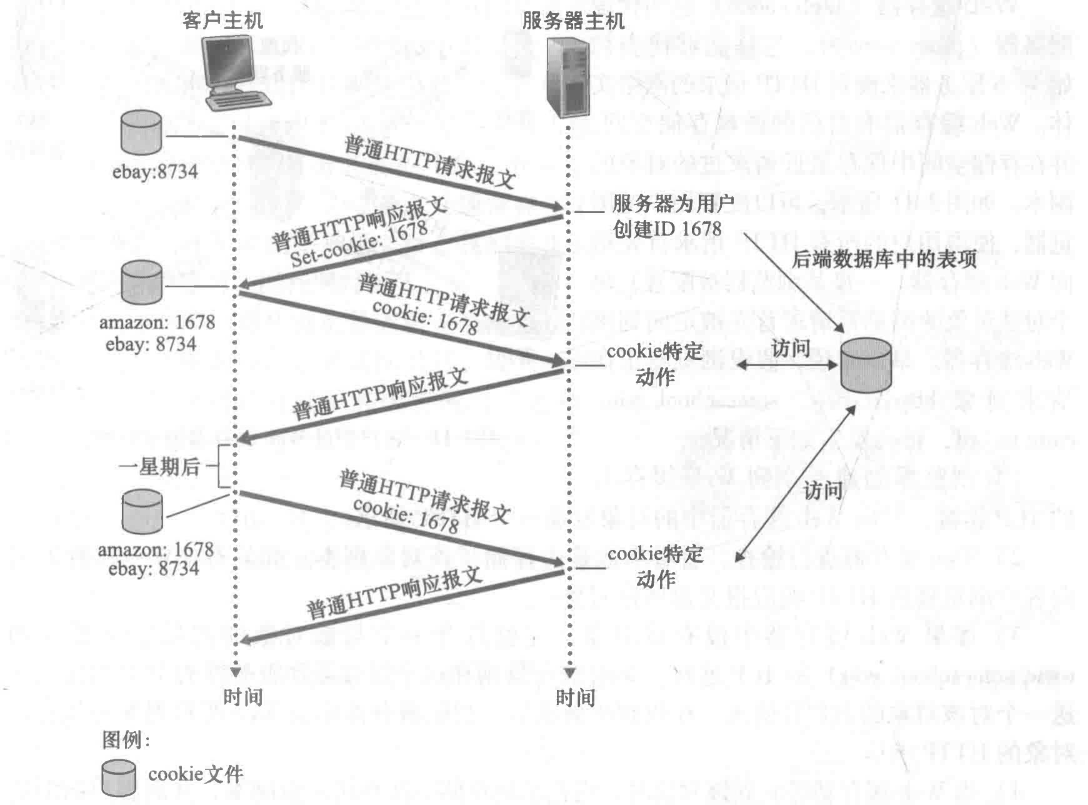 客户主机
服务器主机
ebay:8734
普通HTTP请求报文
服务器为用户
创建ID 1678
普通HTTP响应报文
Set-cookie: 1678
后端数据库中的表项
amazon: 1678
ebay: 8734
普通HTTP请求报文
cookie: 1678
cookie特定
动作
访问
普通HTTP响应报文
一星期后
普通HTTP请求报文
cookie: 1678
访问
amazon: 1678
ebay: 8734
cookie特定
动作
普通HTTP响应报文
时间
时间
图例:
cookie文件